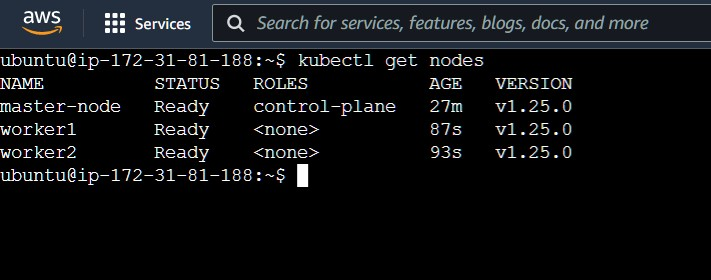 aws
Services
Search for services, features, blogs, docs, and more
ubuntu@ip-172-31-81-188:~$ kubectl get nodes
NAME STATUS ROLES AGE VERSION
master-node Ready control-plane 27m v1.25.0
worker1 Ready <none> 87s v1.25.0
worker2 Ready <none> 93s v1.25.0
ubuntu@ip-172-31-81-188:~$